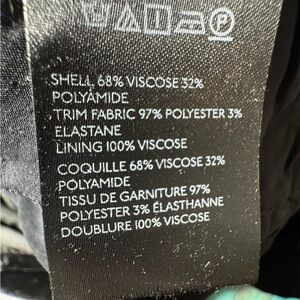 SHELL 68% VISCOSE 32%
POLYAMIDE
TRIM FABRIC 97% POLYESTER 3%
ELASTANE
LINING 100% VISCOSE
COQUILLE 68% VISCOSE 32%
POLYAMIDE
TISSU DE GARNITURE 97%
POLYESTER 3% ÉLASTHANNE
DOUBLURE 100% VISCOSE